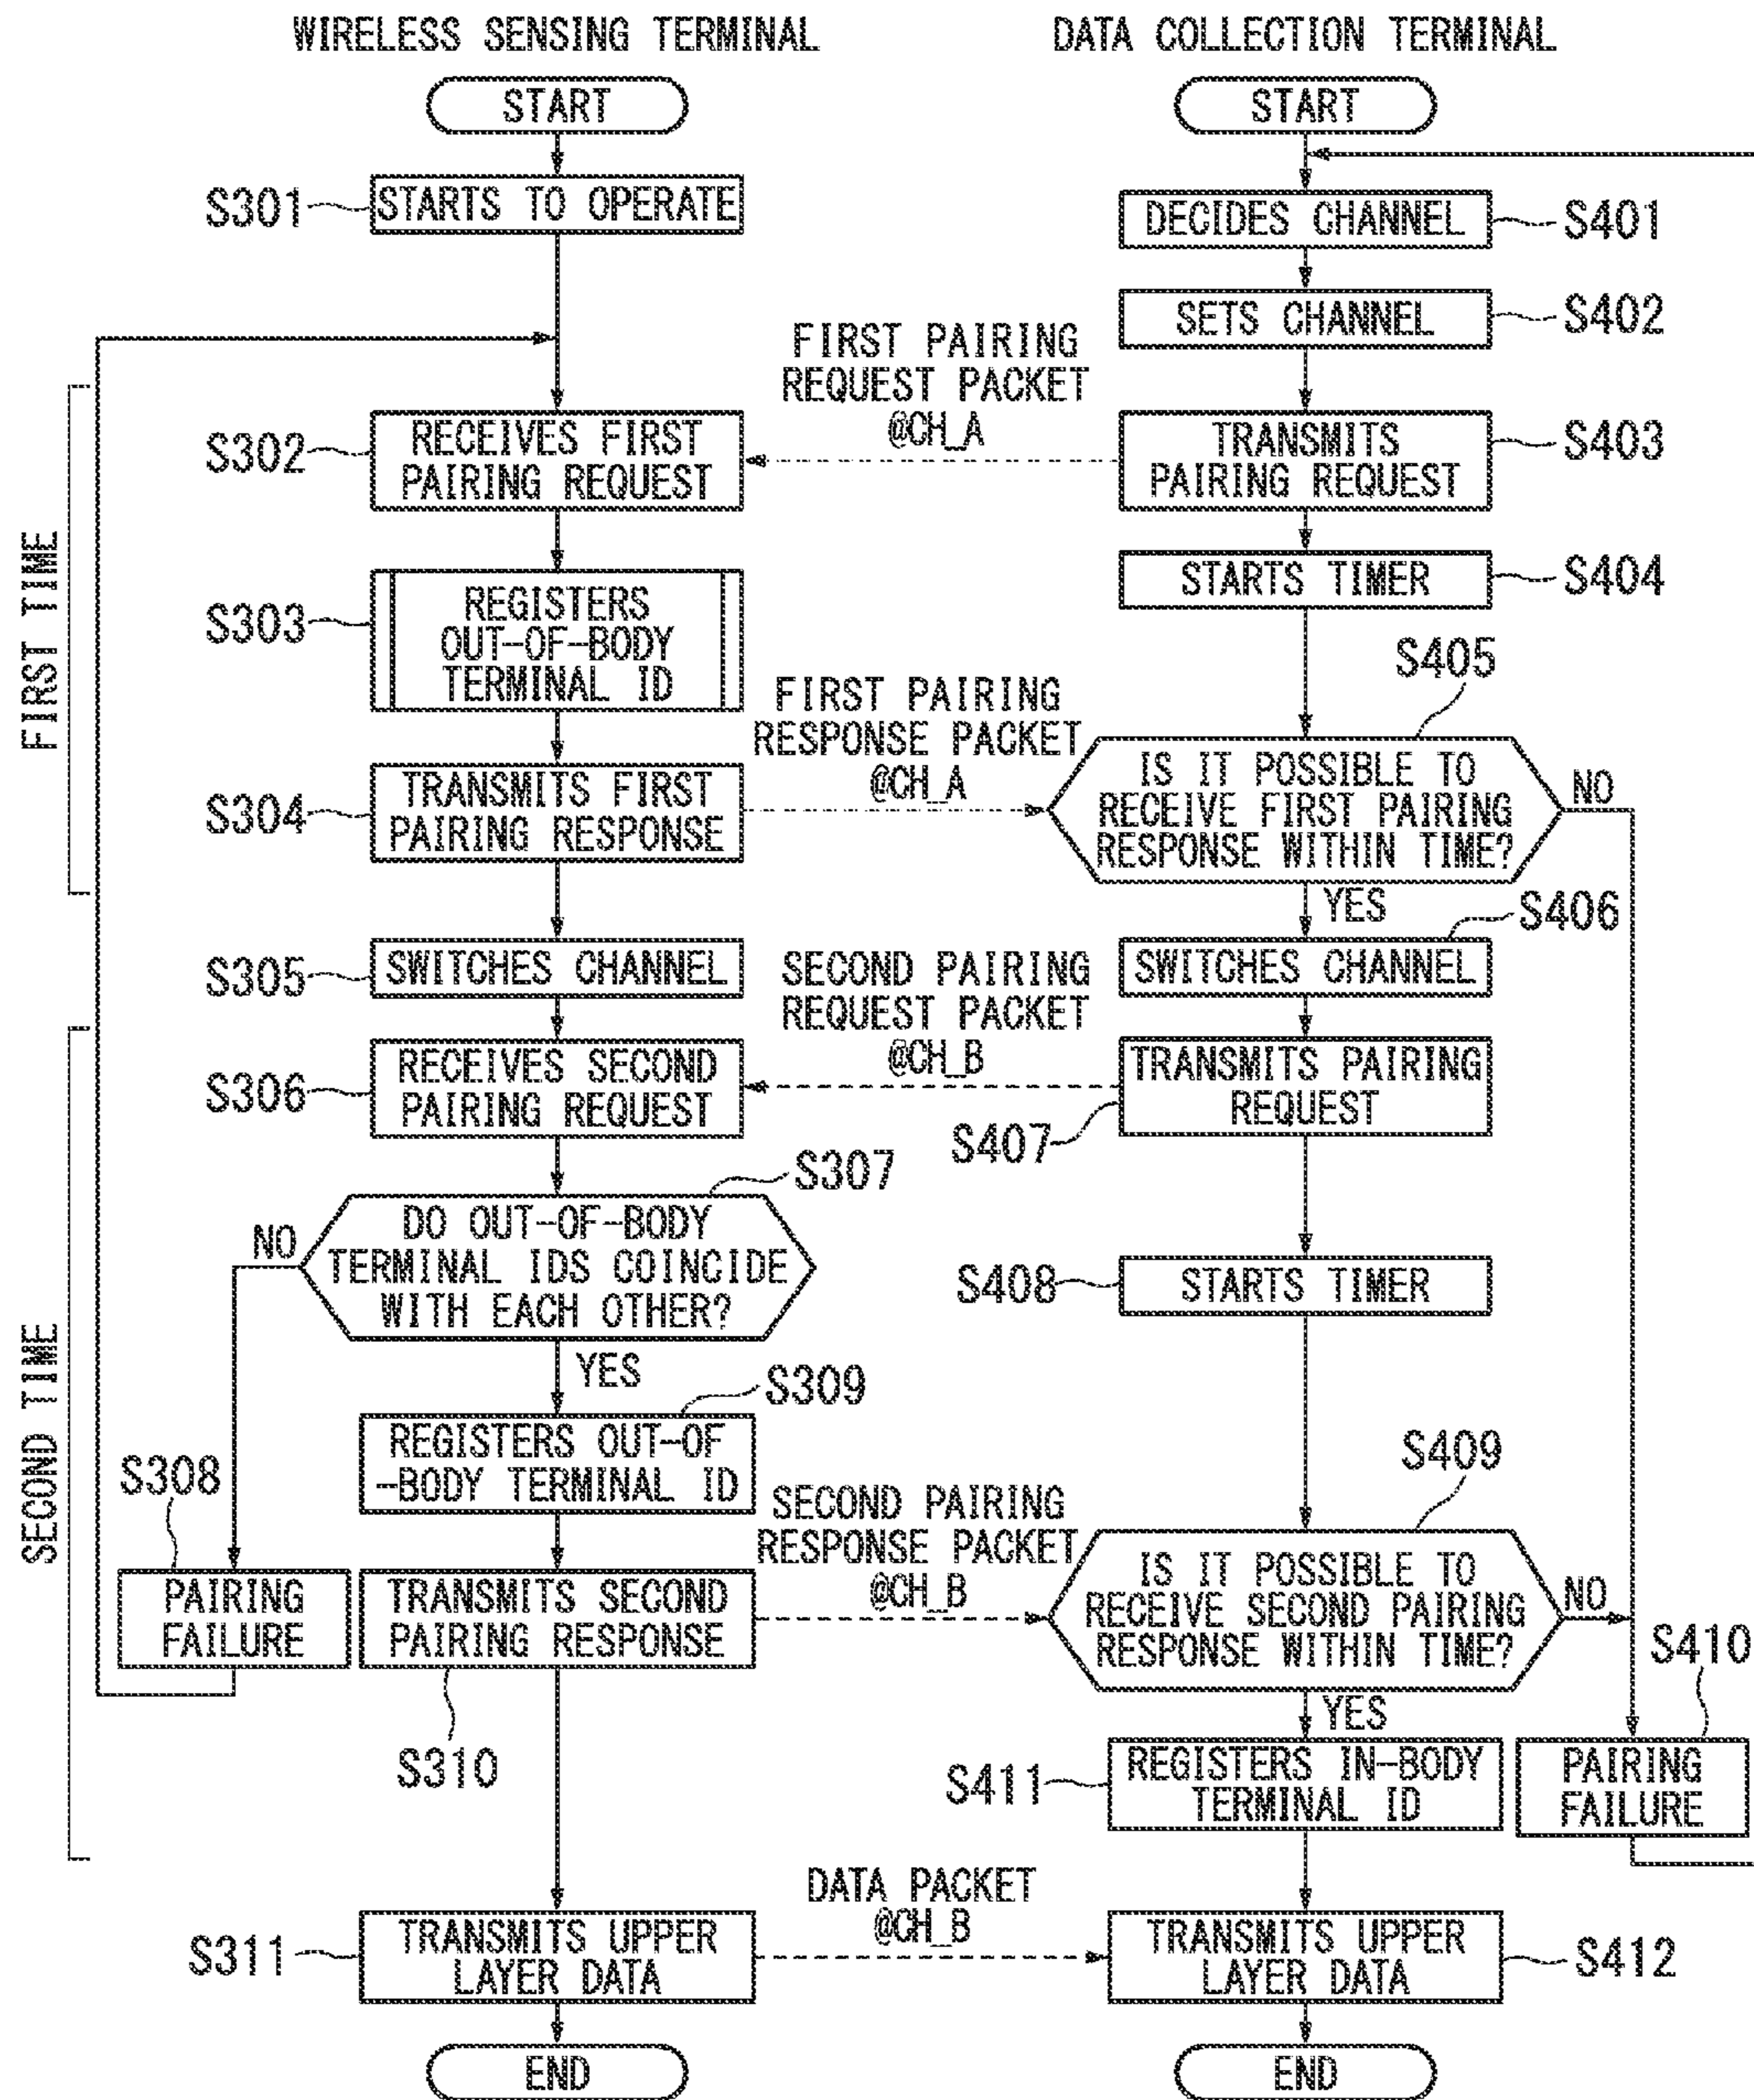 WIRELESS SENSING TERMINAL
DATA COLLECTION TERMINAL
START
START
S301
STARTS TO OPERATE
DECIDES CHANNEL
S401
SETS CHANNEL
S402
FIRST PAIRING
REQUEST PACKET
@CH_A
FIRST TIME
S302
RECEIVES FIRST
PAIRING REQUEST
TRANSMITS
PAIRING REQUEST
S403
STARTS TIMER
S404
S303
REGISTERS
OUT-OF-BODY
TERMINAL ID
S405
FIRST PAIRING
RESPONSE PACKET
@CH_A
S304
TRANSMITS FIRST
PAIRING RESPONSE
IS IT POSSIBLE TO
RECEIVE FIRST PAIRING
RESPONSE WITHIN TIME?
NO
YES
S406
S305
SWITCHES CHANNEL
SWITCHES CHANNEL
SECOND PAIRING
REQUEST PACKET
@CH_B
SECOND TIME
S306
RECEIVES SECOND
PAIRING REQUEST
TRANSMITS PAIRING
REQUEST
S407
S307
NO
DO OUT-OF-BODY
TERMINAL IDS COINCIDE
WITH EACH OTHER?
S408
STARTS TIMER
YES
S309
REGISTERS OUT-OF
-BODY TERMINAL ID
S409
S308
SECOND PAIRING
RESPONSE PACKET
@CH_B
PAIRING
FAILURE
TRANSMITS SECOND
PAIRING RESPONSE
IS IT POSSIBLE TO
RECEIVE SECOND PAIRING
RESPONSE WITHIN TIME?
NO
S410
YES
S310
S411
REGISTERS IN-BODY
TERMINAL ID
PAIRING
FAILURE
DATA PACKET
@CH_B
S311
TRANSMITS UPPER
LAYER DATA
TRANSMITS UPPER
LAYER DATA
S412
END
END